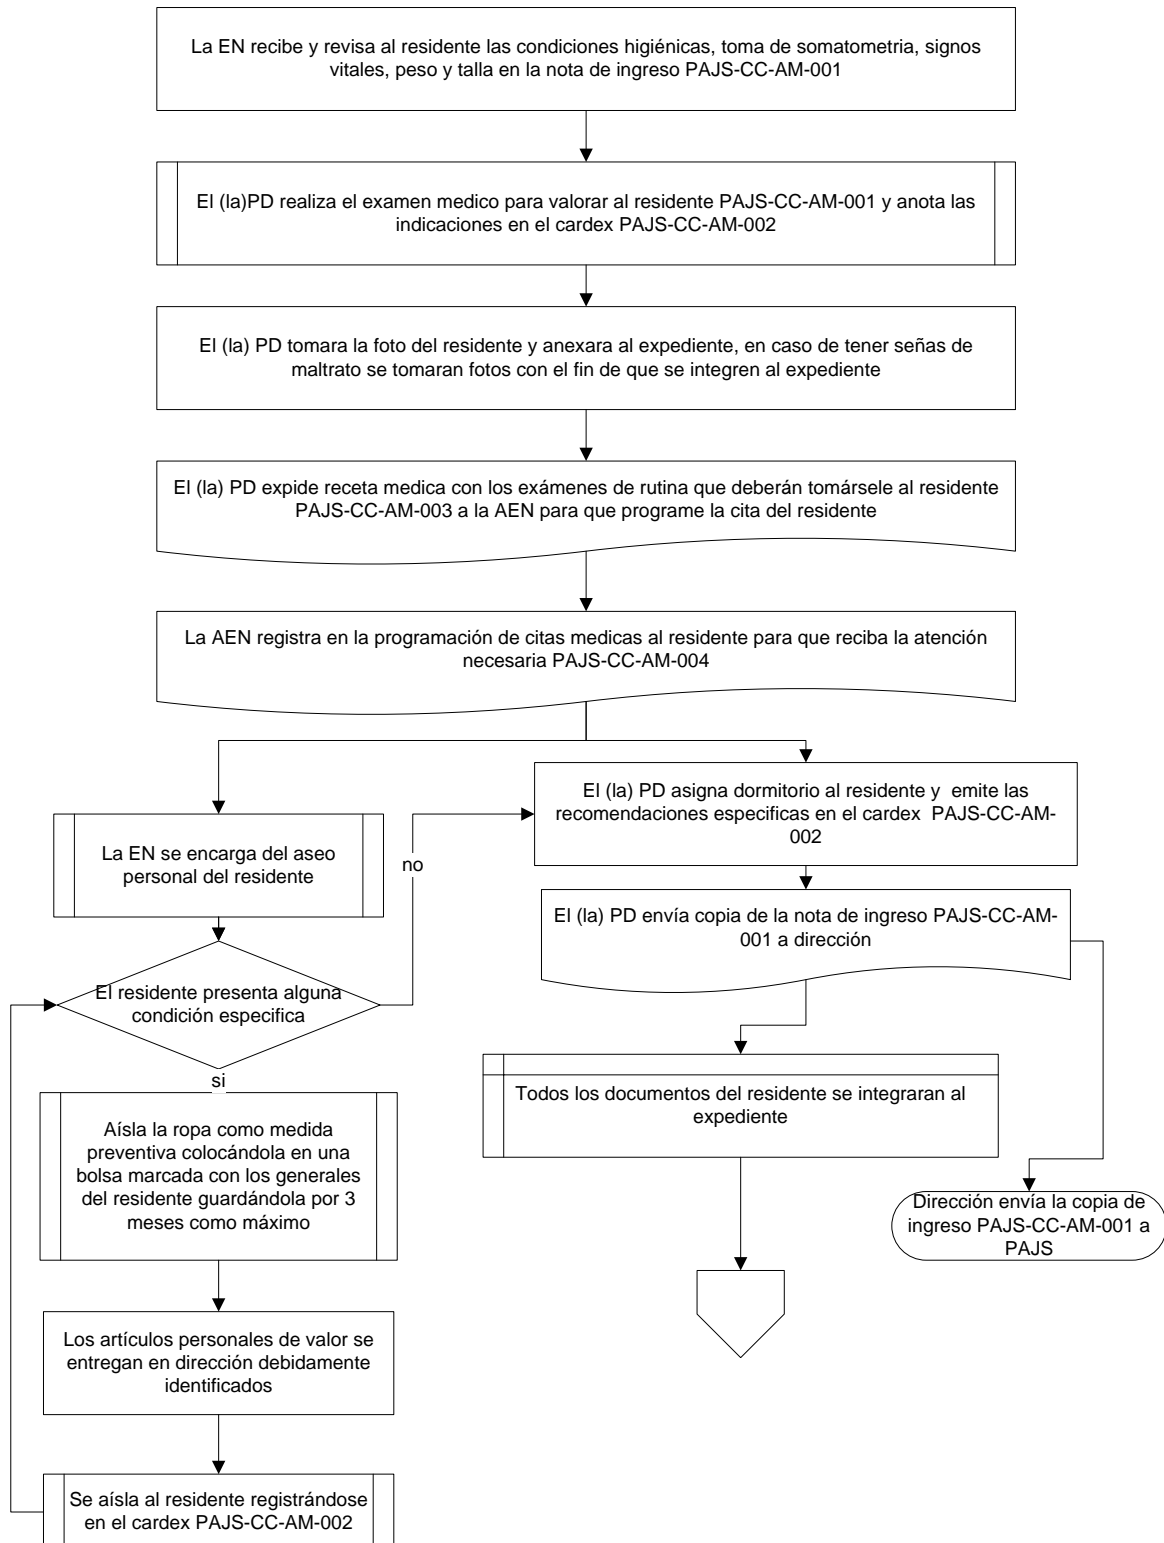 La EN recibe y revisa al residente las condiciones higiénicas, toma de somatometria, signos
vitales, peso y talla en la nota de ingreso PAJS-CC-AM-001
El (la)PD realiza el examen medico para valorar al residente PAJS-CC-AM-001 y anota las
indicaciones en el cardex PAJS-CC-AM-002
El (la) PD tomara la foto del residente y anexara al expediente, en caso de tener señas de
maltrato se tomaran fotos con el fin de que se integren al expediente
El (la) PD expide receta medica con los exámenes de rutina que deberán tomársele al residente
PAJS-CC-AM-003 a la AEN para que programe la cita del residente
La AEN registra en la programación de citas medicas al residente para que reciba la atención
necesaria PAJS-CC-AM-004
La EN se encarga del aseo
personal del residente
no
El (la) PD asigna dormitorio al residente y  emite las
recomendaciones especificas en el cardex  PAJS-CC-AM-
002
El (la) PD envía copia de la nota de ingreso PAJS-CC-AM-
001 a dirección
El residente presenta alguna
condición especifica
si
Aísla la ropa como medida
preventiva colocándola en una
bolsa marcada con los generales
del residente guardándola por 3
meses como máximo
Todos los documentos del residente se integraran al
expediente
Dirección envía la copia de
ingreso PAJS-CC-AM-001 a
PAJS
Los artículos personales de valor se
entregan en dirección debidamente
identificados
Se aísla al residente registrándose
en el cardex PAJS-CC-AM-002